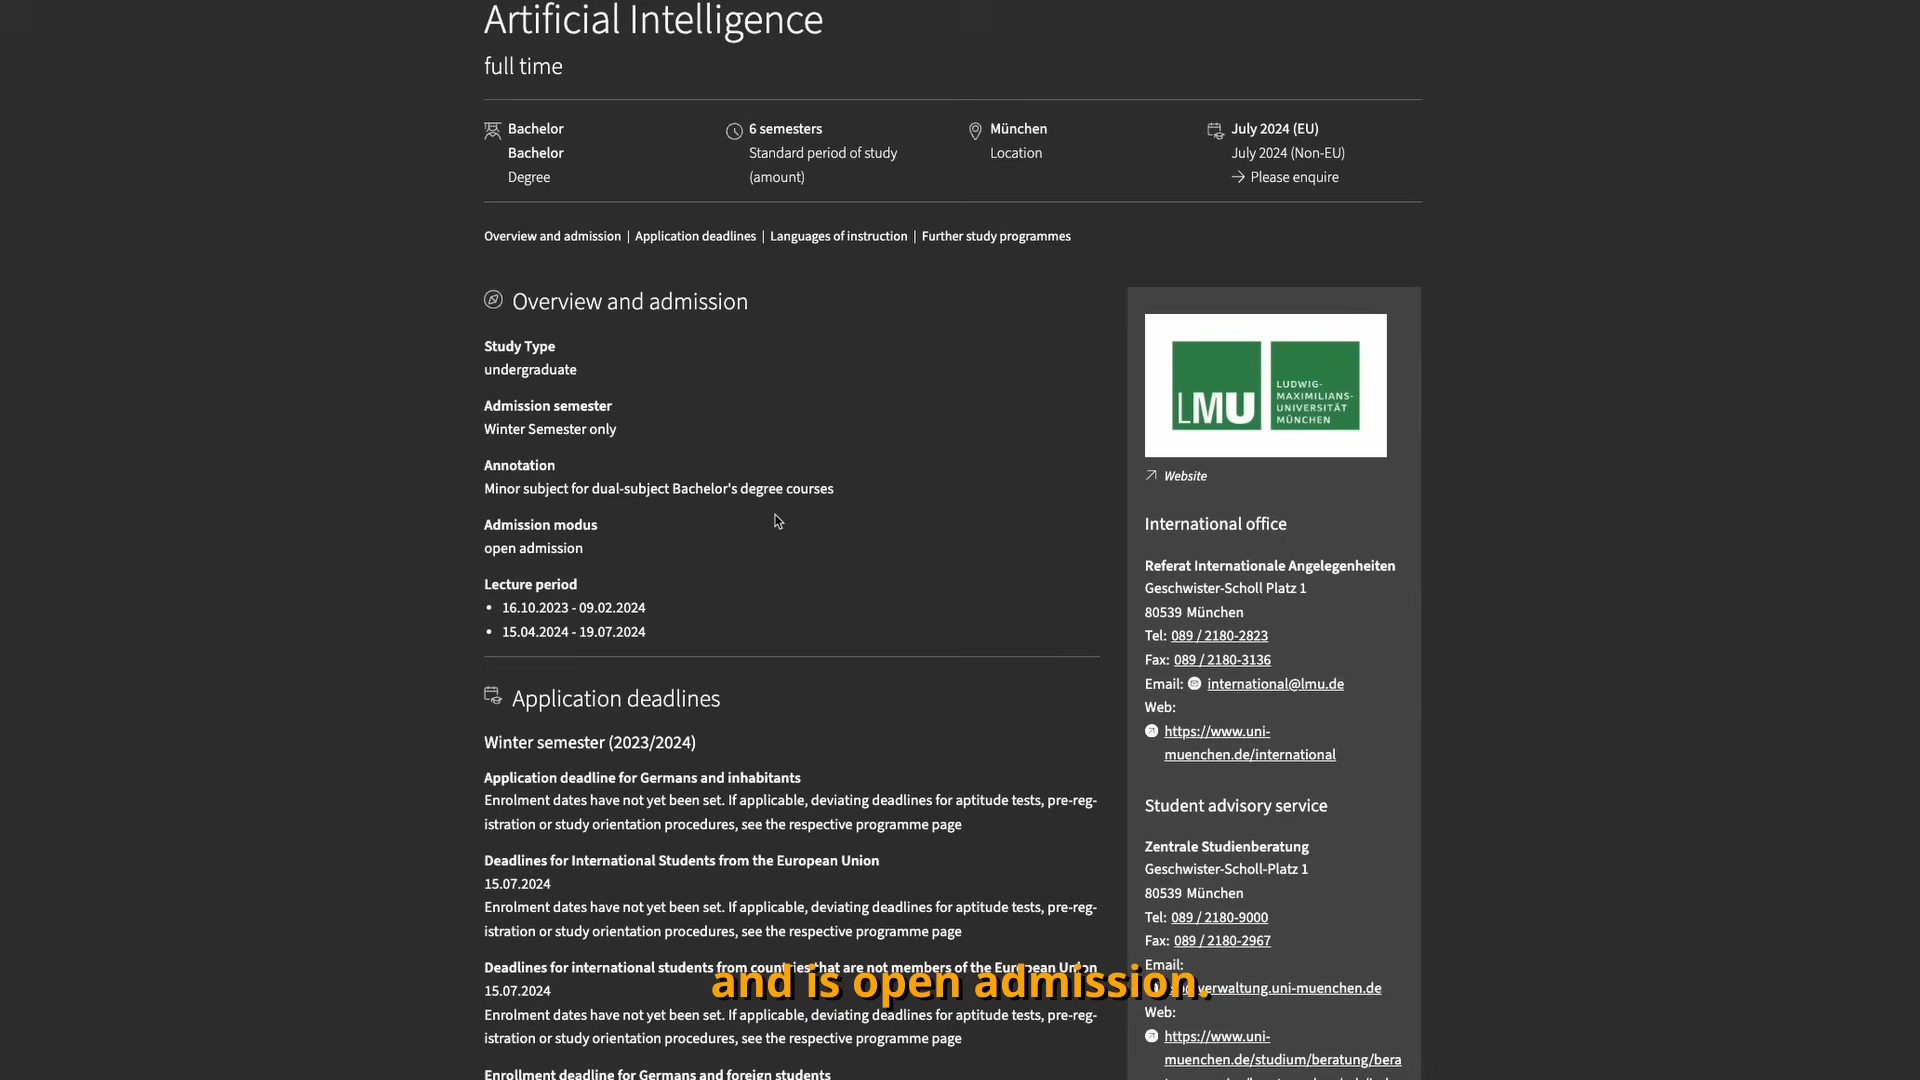 Artificial Intelligence
full time
Bachelor
Bachelor
Degree
6 semesters
Standard period of study
(amount)
München
Location
July 2024 (EU)
July 2024 (Non-EU)
→ Please enquire
Overview and admission | Application deadlines | Languages of instruction | Further study programmes
Overview and admission
Study Type
undergraduate
Admission semester
Winter Semester only
Annotation
Minor subject for dual-subject Bachelor's degree courses
Admission modus
open admission
Lecture period
• 16.10.2023 - 09.02.2024
• 15.04.2024 - 19.07.2024
Application deadlines
Winter semester (2023/2024)
Application deadline for Germans and inhabitants
Enrolment dates have not yet been set. If applicable, deviating deadlines for aptitude tests, pre-reg-
istration or study orientation procedures, see the respective programme page
Deadlines for International Students from the European Union
15.07.2024
Enrolment dates have not yet been set. If applicable, deviating deadlines for aptitude tests, pre-reg-
istration or study orientation procedures, see the respective programme page
Deadlines for international students from countries that are not members of the European Union
15.07.2024
Enrolment dates have not yet been set. If applicable, deviating deadlines for aptitude tests, pre-reg-
istration or study orientation procedures, see the respective programme page
Enrollment deadline for Germans and foreign students
LMU
LUDWIG-
MAXIMILIANS-
UNIVERSITÄT
MÜNCHEN
Website
International office
Referat Internationale Angelegenheiten
Geschwister-Scholl Platz 1
80539 München
Tel: 089 / 2180-2823
Fax: 089 / 2180-3136
Email: international@lmu.de
Web:
https://www.uni-
muenchen.de/international
Student advisory service
Zentrale Studienberatung
Geschwister-Scholl-Platz 1
80539 München
Tel: 089 / 2180-9000
Fax: 089 / 2180-2967
Email:
verwaltung.uni-muenchen.de
Web:
https://www.uni-
muenchen.de/studium/beratung/bera
and is open admission.